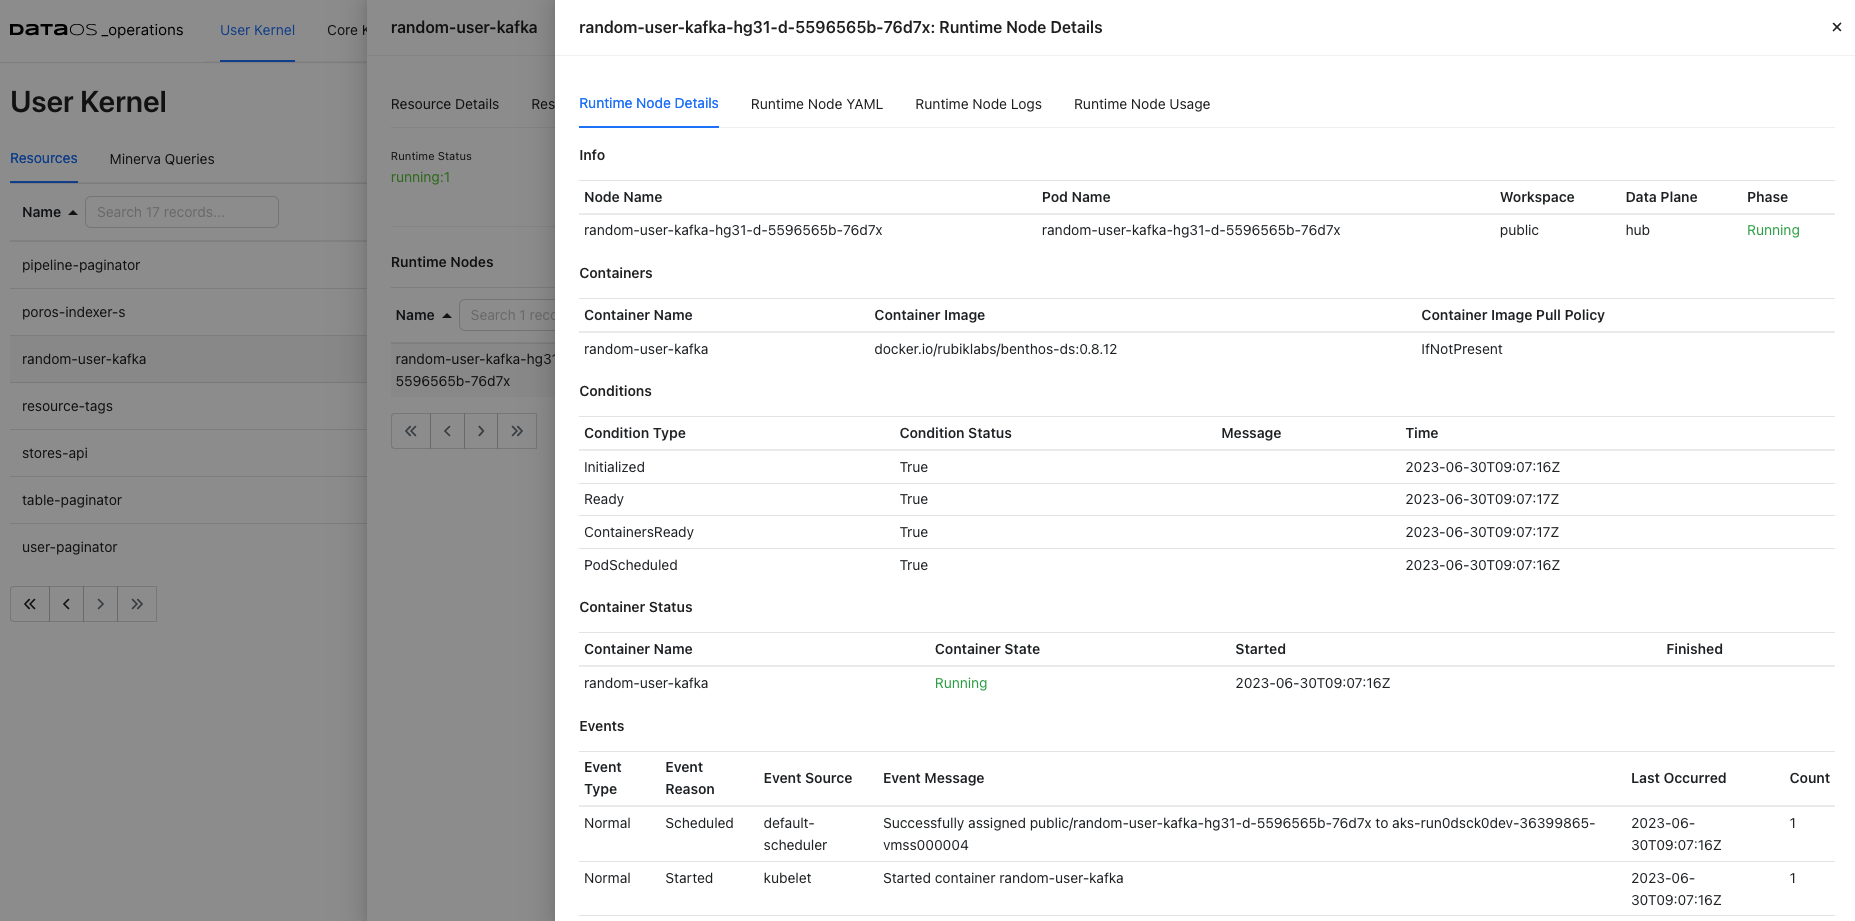 DATAOS _operations
User Kernel
Core K
User Kernel
Resources
Minerva Queries
Name
Search 17 records...
pipeline-paginator
poros-indexer-s
random-user-kafka
resource-tags
stores-api
table-paginator
user-paginator
random-user-kafka
Resource Details
Res
Runtime Status
running:1
Runtime Nodes
Name
Search 1 reco
random-user-kafka-hg31
5596565b-76d7x
random-user-kafka-hg31-d-5596565b-76d7x: Runtime Node Details
Runtime Node Details
Runtime Node YAML
Runtime Node Logs
Runtime Node Usage
Info
Node Name Pod Name Workspace Data Plane Phase
random-user-kafka-hg31-d-5596565b-76d7x random-user-kafka-hg31-d-5596565b-76d7x public hub Running
Containers
Container Name Container Image Container Image Pull Policy
random-user-kafka docker.io/rubiklabs/benthos-ds:0.8.12 IfNotPresent
Conditions
Condition Type Condition Status Message Time
Initialized True 2023-06-30T09:07:16Z
Ready True 2023-06-30T09:07:17Z
ContainersReady True 2023-06-30T09:07:17Z
PodScheduled True 2023-06-30T09:07:16Z
Container Status
Container Name Container State Started Finished
random-user-kafka Running 2023-06-30T09:07:16Z
Events
Event Type Event Reason Event Source Event Message Last Occurred Count
Normal Scheduled default- Successfully assigned public/random-user-kafka-hg31-d-5596565b-76d7x to aks-run0dsck0dev-36399865- 2023-06- 1
scheduler vmss000004 30T09:07:16Z
Normal Started kubelet Started container random-user-kafka 2023-06- 1
30T09:07:16Z